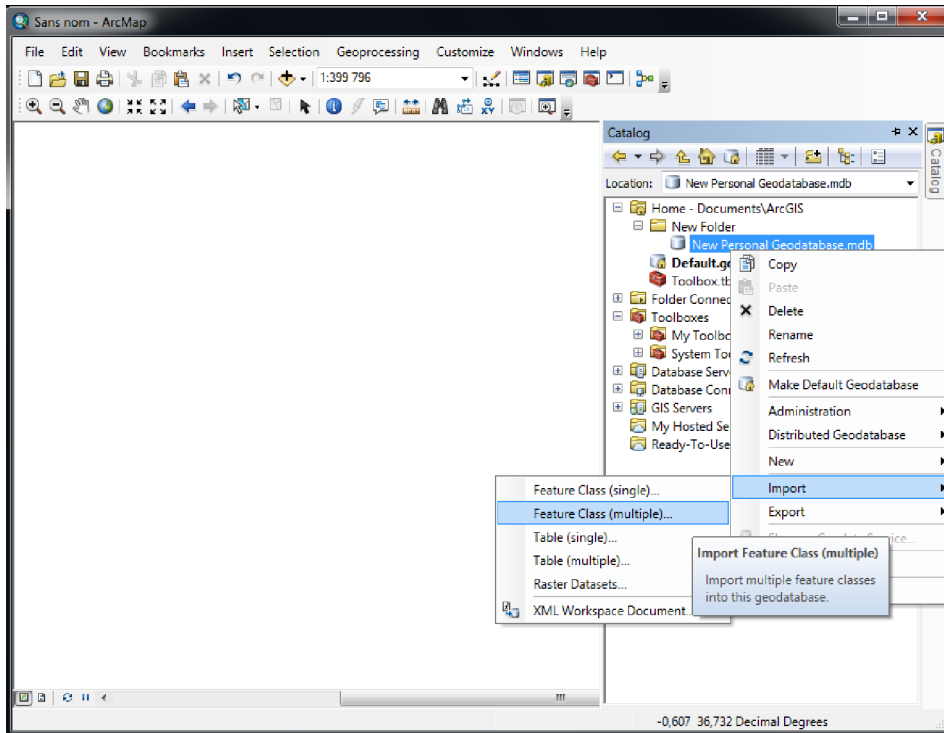 Sans nom - ArcMap
File Edit View Bookmarks Insert Selection Geoprocessing Customize Windows Help
1:399 796
Catalog
Catalog
Location: New Personal Geodatabase.mdb
Home - Documents\ArcGIS
New Folder
New Personal Geodatabase.mdb
Default.g
Toolbox.tb
Folder Connec
Toolboxes
My Toolbo
System Too
Database Serv
Database Con
GIS Servers
My Hosted Se
Ready-To-Use
Copy
Paste
Delete
Rename
Refresh
Make Default Geodatabase
Administration
Distributed Geodatabase
New
Import
Export
Feature Class (single)...
Feature Class (multiple)...
Table (single)...
Table (multiple)...
Raster Datasets...
XML Workspace Document
Import Feature Class (multiple)
Import multiple feature classes
into this geodatabase.
-0,607 36,732 Decimal Degrees